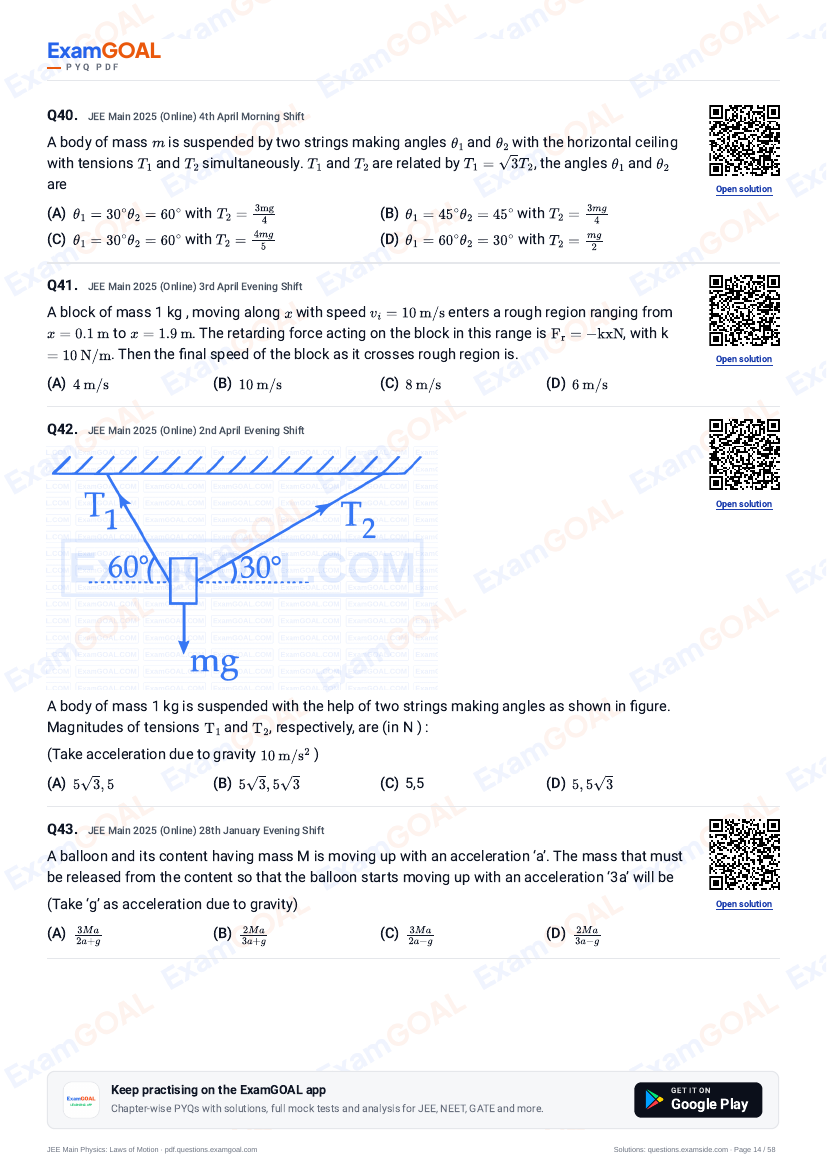 ExamGOAL
PYQ PDF
Q40. JEE Main 2025 (Online) 4th April Morning Shift
A body of mass m is suspended by two strings making angles θ₁ and θ₂ with the horizontal ceiling
with tensions T₁ and T₂ simultaneously. T₁ and T₂ are related by T₁ = √3T₂, the angles θ₁ and θ₂
are
(A) θ₁ = 30°θ₂ = 60° with T₂ = 3mg/4 (B) θ₁ = 45°θ₂ = 45° with T₂ = 3mg/4
(C) θ₁ = 30°θ₂ = 60° with T₂ = 4mg/5 (D) θ₁ = 60°θ₂ = 30° with T₂ = mg/2
Open solution
Q41. JEE Main 2025 (Online) 3rd April Evening Shift
A block of mass 1 kg , moving along x with speed vᵢ = 10 m/s enters a rough region ranging from
x = 0.1 m to x = 1.9 m. The retarding force acting on the block in this range is Fᵣ = −kxN, with k
= 10 N/m. Then the final speed of the block as it crosses rough region is.
(A) 4 m/s (B) 10 m/s (C) 8 m/s (D) 6 m/s
Open solution
Q42. JEE Main 2025 (Online) 2nd April Evening Shift
Open solution
T₁
T₂
60° 30°
EXAMGOAL.COM
mg
A body of mass 1 kg is suspended with the help of two strings making angles as shown in figure.
Magnitudes of tensions T₁ and T₂, respectively, are (in N ) :
(Take acceleration due to gravity 10 m/s² )
(A) 5√3, 5 (B) 5√3, 5√3 (C) 5,5 (D) 5, 5√3
Q43. JEE Main 2025 (Online) 28th January Evening Shift
A balloon and its content having mass M is moving up with an acceleration ‘a’. The mass that must
be released from the content so that the balloon starts moving up with an acceleration ‘3a’ will be
(Take ‘g’ as acceleration due to gravity)
(A) 3Ma/2a+g (B) 2Ma/3a+g (C) 3Ma/2a−g (D) 2Ma/3a−g
Open solution
ExamGOAL
Keep practising on the ExamGOAL app
Chapter-wise PYQs with solutions, full mock tests and analysis for JEE, NEET, GATE and more.
GET IT ON
Google Play
JEE Main Physics: Laws of Motion · pdf.questions.examgoal.com
Solutions: questions.examside.com · Page 14 / 58